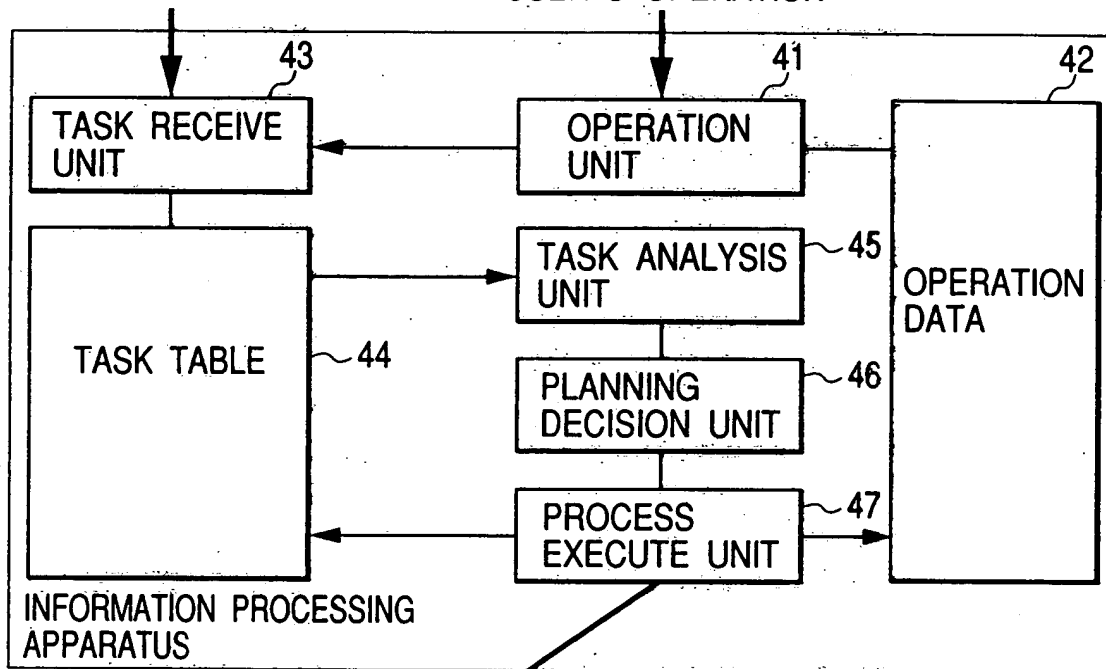 43
41
42
TASK RECEIVE
UNIT
OPERATION
UNIT
TASK TABLE
44
TASK ANALYSIS
UNIT
45
OPERATION
DATA
PLANNING
DECISION UNIT
46
PROCESS
EXECUTE UNIT
47
INFORMATION PROCESSING
APPARATUS